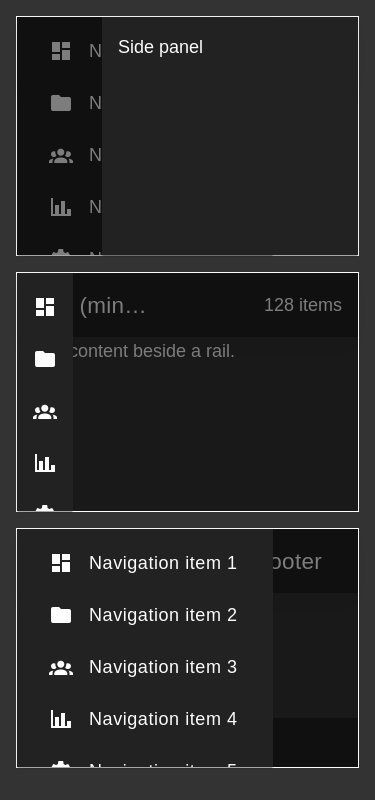 N
Side panel
N
N
N
(min…
128 items
content beside a rail.
Navigation item 1
ooter
Navigation item 2
Navigation item 3
Navigation item 4